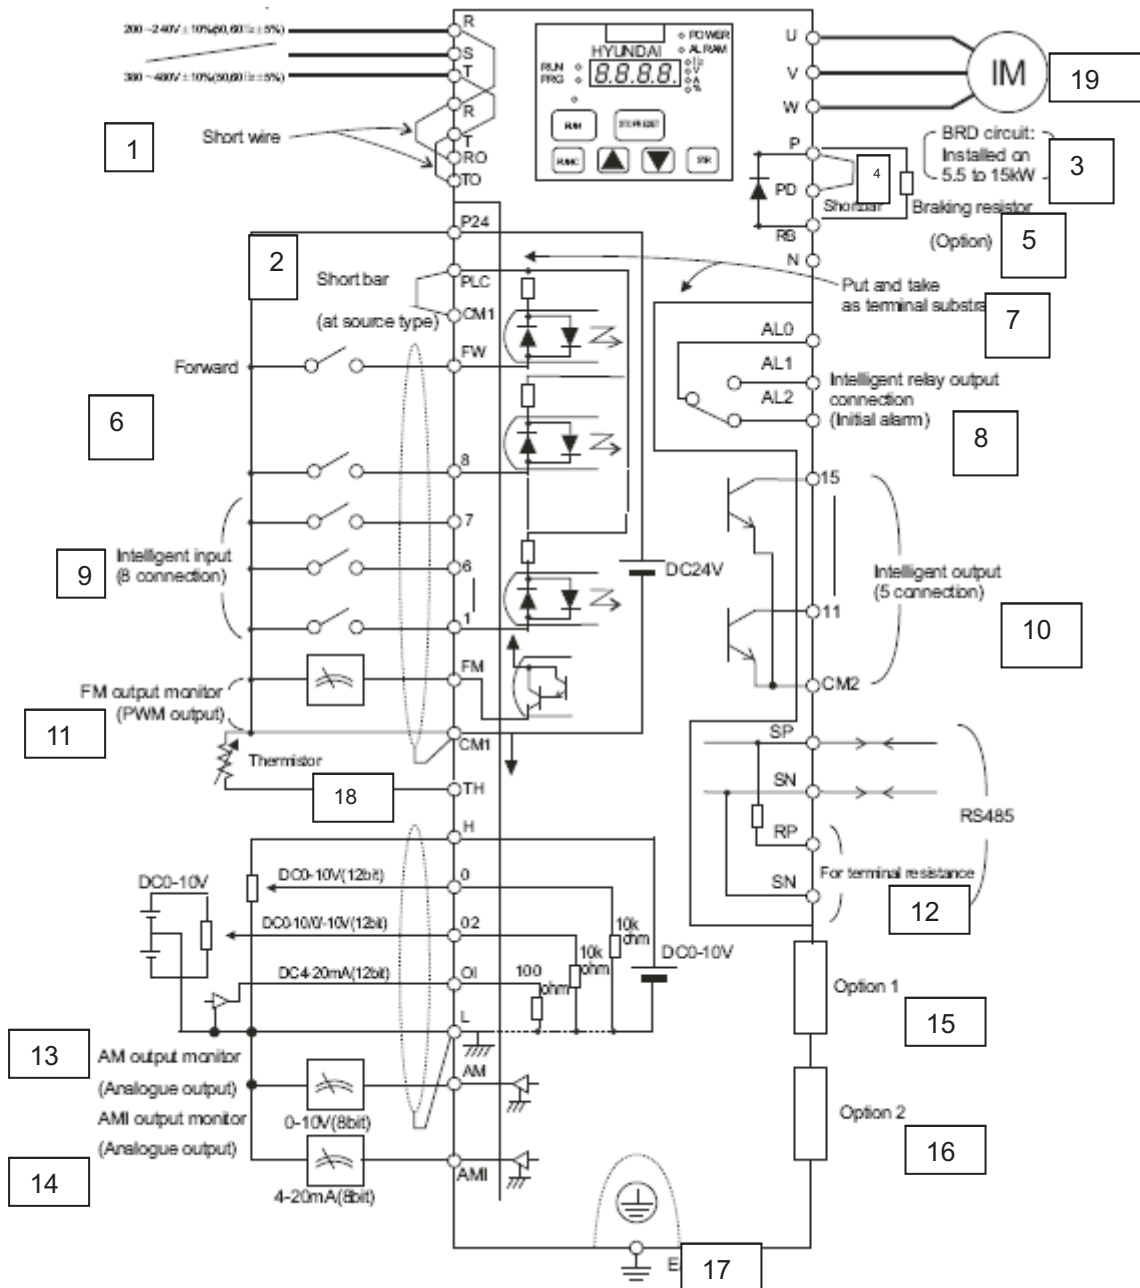 200 ~240V±10%(50,60Hz±5%)
380 ~480V±10%(50,60Hz±5%)
R
S
T
R
T
RO
TO
Short wire
1
HYUNDAI
POWER
ALRAM
RUN
PRG
8.8.8.8.
Hz
V
A
%
RUN
STOP/RESET
FUNC
STR
U
V
W
IM
19
P
PD
RB
N
BRD circuit:
Installed on
5.5 to 15kW
3
4
Shortbar
Braking resistor
(Option)
5
P24
PLC
CM1
FW
2
Short bar
(at source type)
Put and take
as terminal substra
7
Forward
6
8
7
6
1
9
Intelligent input
(8 connection)
DC24V
AL0
AL1
AL2
Intelligent relay output
connection
(Initial alarm)
8
15
11
CM2
Intelligent output
(5 connection)
10
FM
FM output monitor
(PWM output)
11
CM1
Thermistor
18
TH
SP
SN
RP
SN
RS485
For terminal resistance
12
H
0
02
OI
L
DC0-10V
DC0-10V(12bit)
DC0-10/0/-10V(12bit)
DC4-20mA(12bit)
100
ohm
10k
ohm
10k
ohm
DC0-10V
13
AM output monitor
(Analogue output)
AM
0-10V(8bit)
AMI output monitor
(Analogue output)
14
AMI
4-20mA(8bit)
Option 1
15
Option 2
16
E
17